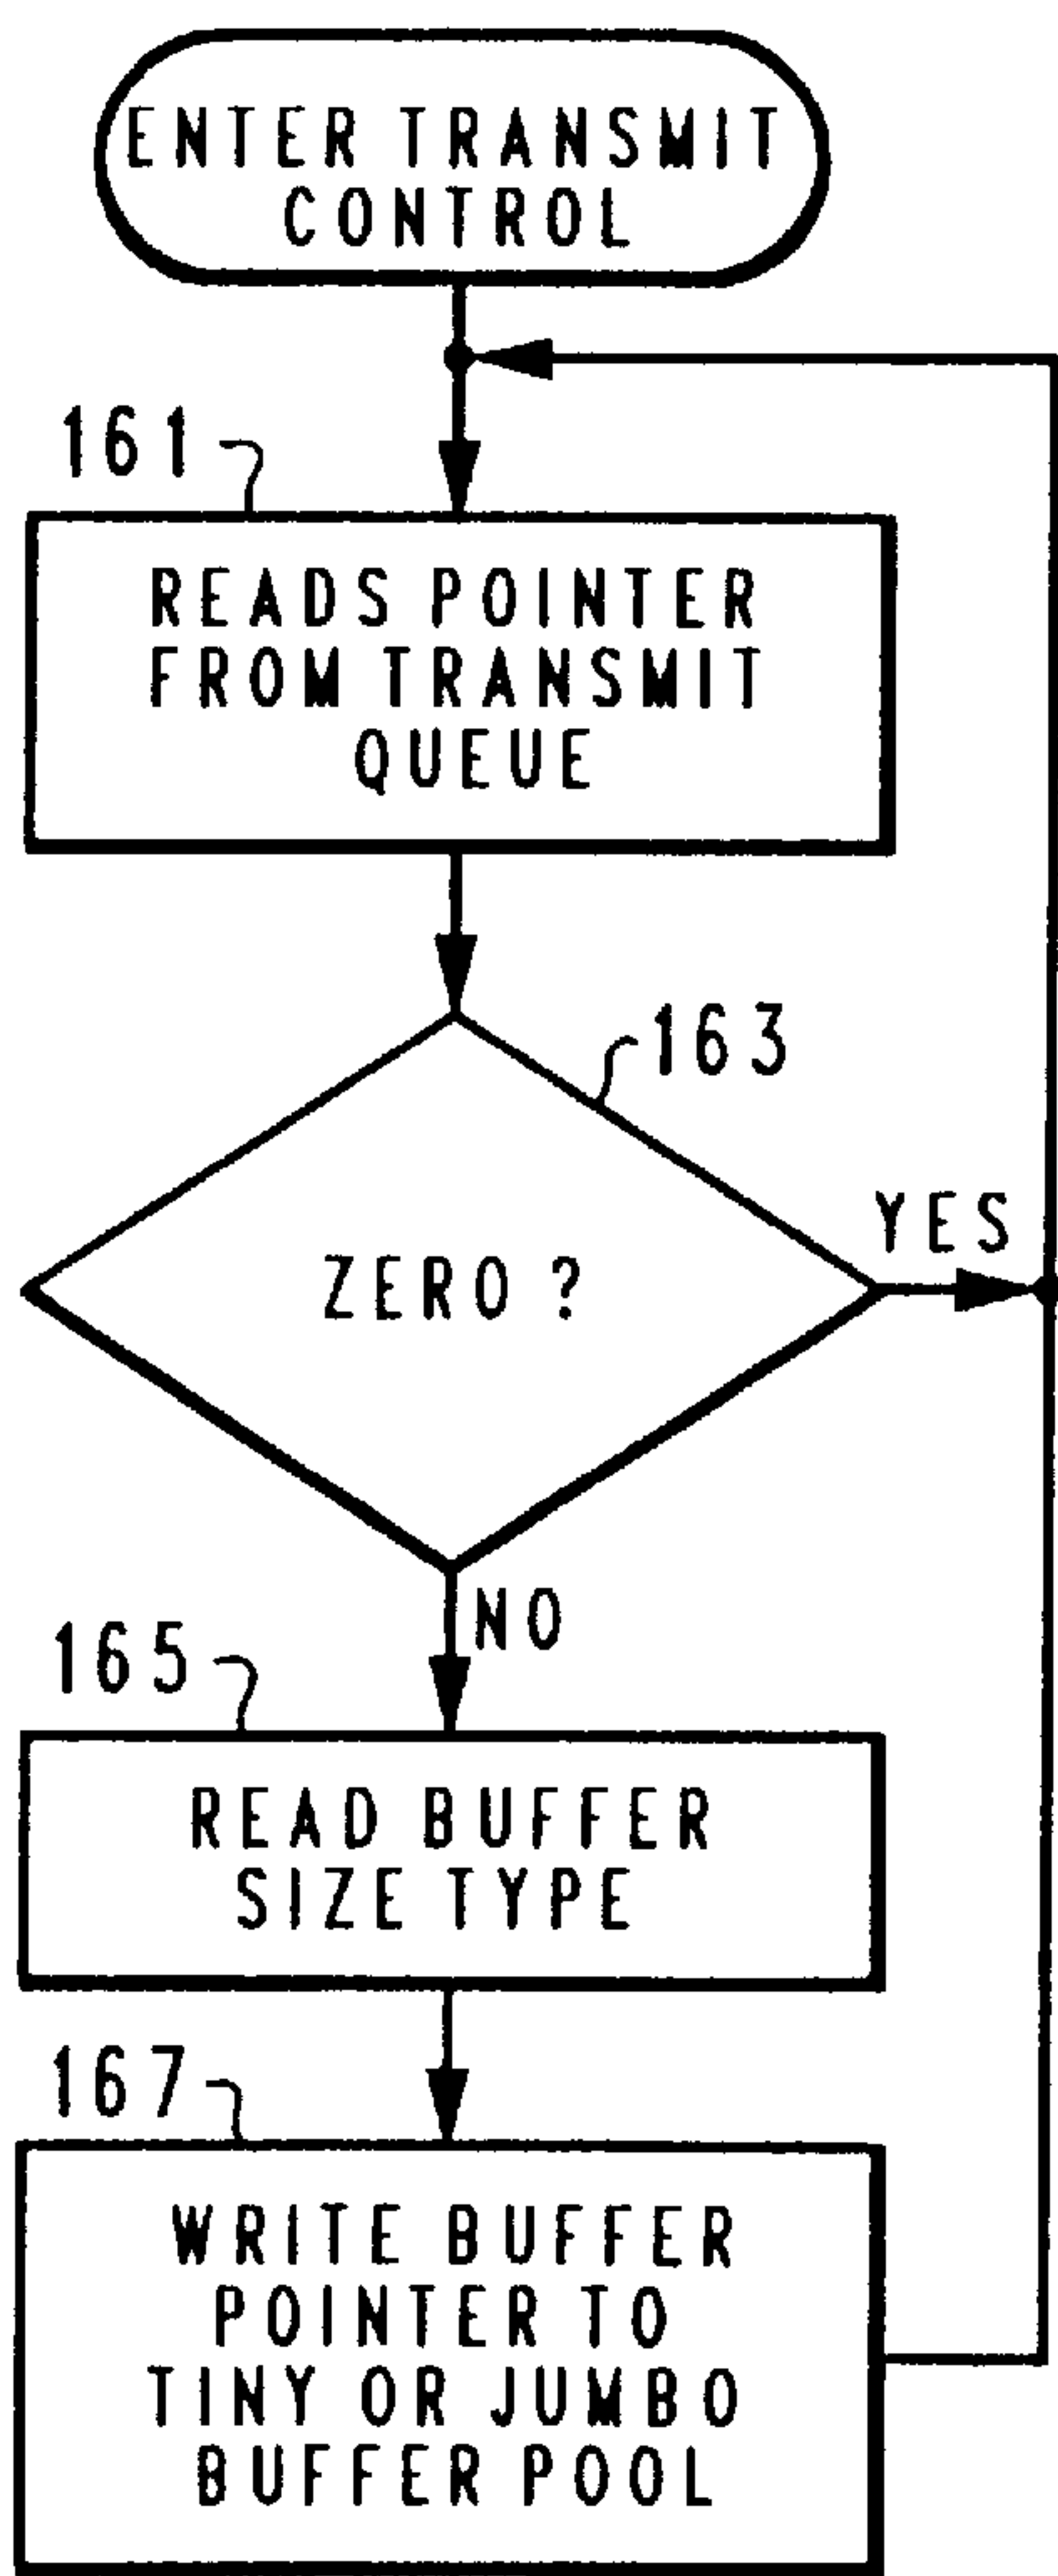 ENTER TRANSMIT
CONTROL
161
READS POINTER
FROM TRANSMIT
QUEUE
163
ZERO ?
YES
NO
165
READ BUFFER
SIZE TYPE
167
WRITE BUFFER
POINTER TO
TINY OR JUMBO
BUFFER POOL